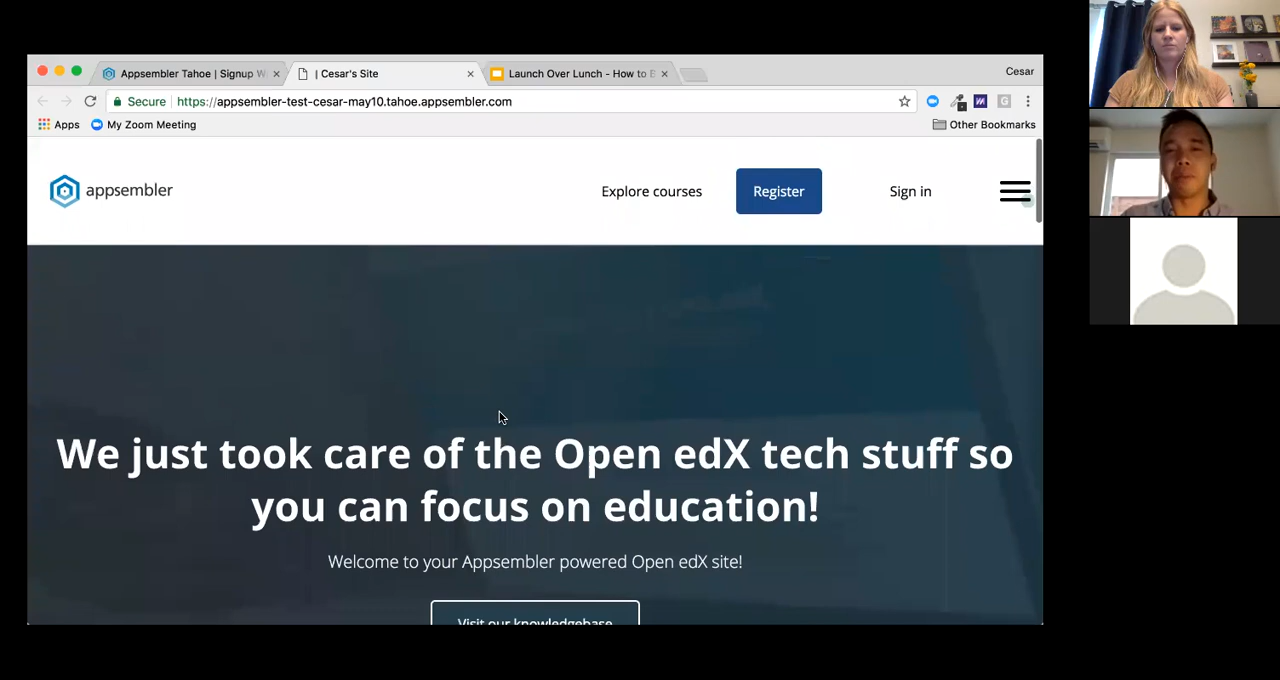 Appsembler Tahoe | Signup W
| Cesar's Site
Launch Over Lunch - How to B
Cesar
Secure
https://appsembler-test-cesar-may10.tahoe.appsembler.com
Apps
My Zoom Meeting
Other Bookmarks
appsembler
Explore courses
Register
Sign in
We just took care of the Open edX tech stuff so
you can focus on education!
Welcome to your Appsembler powered Open edX site!
Visit our knowledgebase